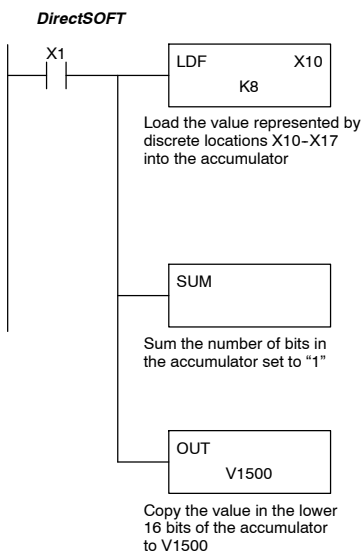 DirectSOFT
X1
LDF X10
K8
Load the value represented by
discrete locations X10-X17
into the accumulator
SUM
Sum the number of bits in
the accumulator set to “1”
OUT
V1500
Copy the value in the lower
16 bits of the accumulator
to V1500